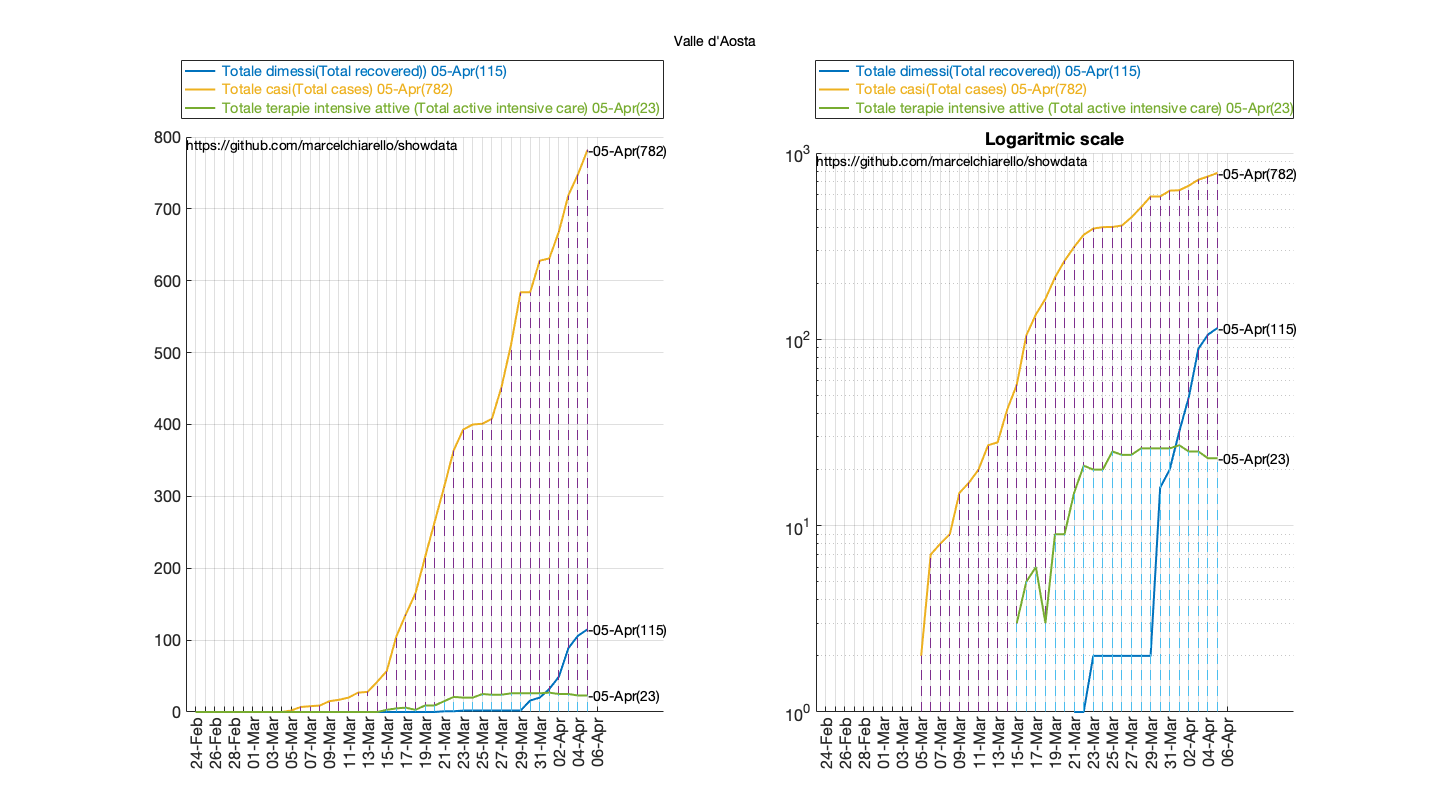 Valle d'Aosta
Totale dimessi(Total recovered)) 05-Apr(115)
Totale casi(Total cases) 05-Apr(782)
Totale terapie intensive attive (Total active intensive care) 05-Apr(23)
https://github.com/marcelchiarello/showdata
800
700
600
500
400
300
200
100
0
-05-Apr(782)
-05-Apr(115)
-05-Apr(23)
24-Feb
26-Feb
28-Feb
01-Mar
03-Mar
05-Mar
07-Mar
09-Mar
11-Mar
13-Mar
15-Mar
17-Mar
19-Mar
21-Mar
23-Mar
25-Mar
27-Mar
29-Mar
31-Mar
02-Apr
04-Apr
06-Apr
Totale dimessi(Total recovered)) 05-Apr(115)
Totale casi(Total cases) 05-Apr(782)
Totale terapie intensive attive (Total active intensive care) 05-Apr(23)
Logaritmic scale
https://github.com/marcelchiarello/showdata
10^3
10^2
10^1
10^0
-05-Apr(782)
-05-Apr(115)
-05-Apr(23)
24-Feb
26-Feb
28-Feb
01-Mar
03-Mar
05-Mar
07-Mar
09-Mar
11-Mar
13-Mar
15-Mar
17-Mar
19-Mar
21-Mar
23-Mar
25-Mar
27-Mar
29-Mar
31-Mar
02-Apr
04-Apr
06-Apr